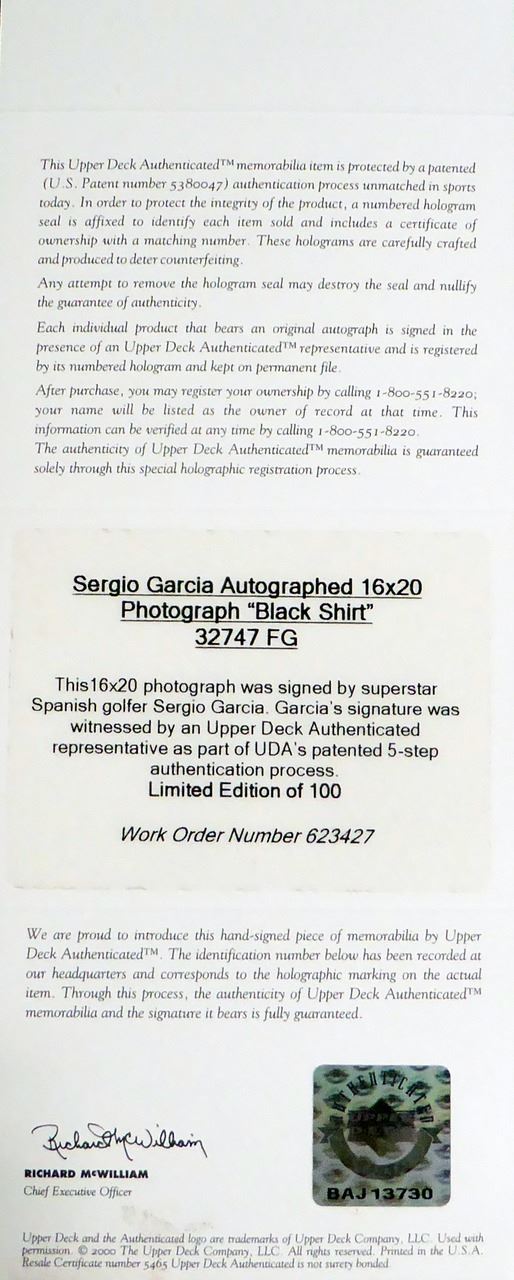 This Upper Deck Authenticated™ memorabilia item is protected by a patented
(U.S. Patent number 5380047) authentication process unmatched in sports
today. In order to protect the integrity of the product, a numbered hologram
seal is affixed to identify each item sold and includes a certificate of
ownership with a matching number. These holograms are carefully crafted
and produced to deter counterfeiting.
Any attempt to remove the hologram seal may destroy the seal and nullify
the guarantee of authenticity.
Each individual product that bears an original autograph is signed in the
presence of an Upper Deck Authenticated™ representative and is registered
by its numbered hologram and kept on permanent file.
After purchase, you may register your ownership by calling 1-800-551-8220;
your name will be listed as the owner of record at that time. This
information can be verified at any time by calling 1-800-551-8220.
The authenticity of Upper Deck Authenticated™ memorabilia is guaranteed
solely through this special holographic registration process.
Sergio Garcia Autographed 16x20
Photograph “Black Shirt”
32747 FG
This16x20 photograph was signed by superstar
Spanish golfer Sergio Garcia. Garcia's signature was
witnessed by an Upper Deck Authenticated
representative as part of UDA's patented 5-step
authentication process.
Limited Edition of 100
Work Order Number 623427
We are proud to introduce this hand-signed piece of memorabilia by Upper
Deck Authenticated™. The identification number below has been recorded at
our headquarters and corresponds to the holographic marking on the actual
item. Through this process, the authenticity of Upper Deck Authenticated™
memorabilia and the signature it bears is fully guaranteed.
Richard McWilliam
RICHARD McWILLIAM
Chief Executive Officer
AUTHENTICATED
UPPER
BAJ13730
Upper Deck and the Authenticated logo are trademarks of Upper Deck Company, LLC. Used with
permission. © 2000 The Upper Deck Company, LLC. All rights reserved. Printed in the U.S.A.
Resale Certificate number 5465 Upper Deck Authenticated is not surety bonded